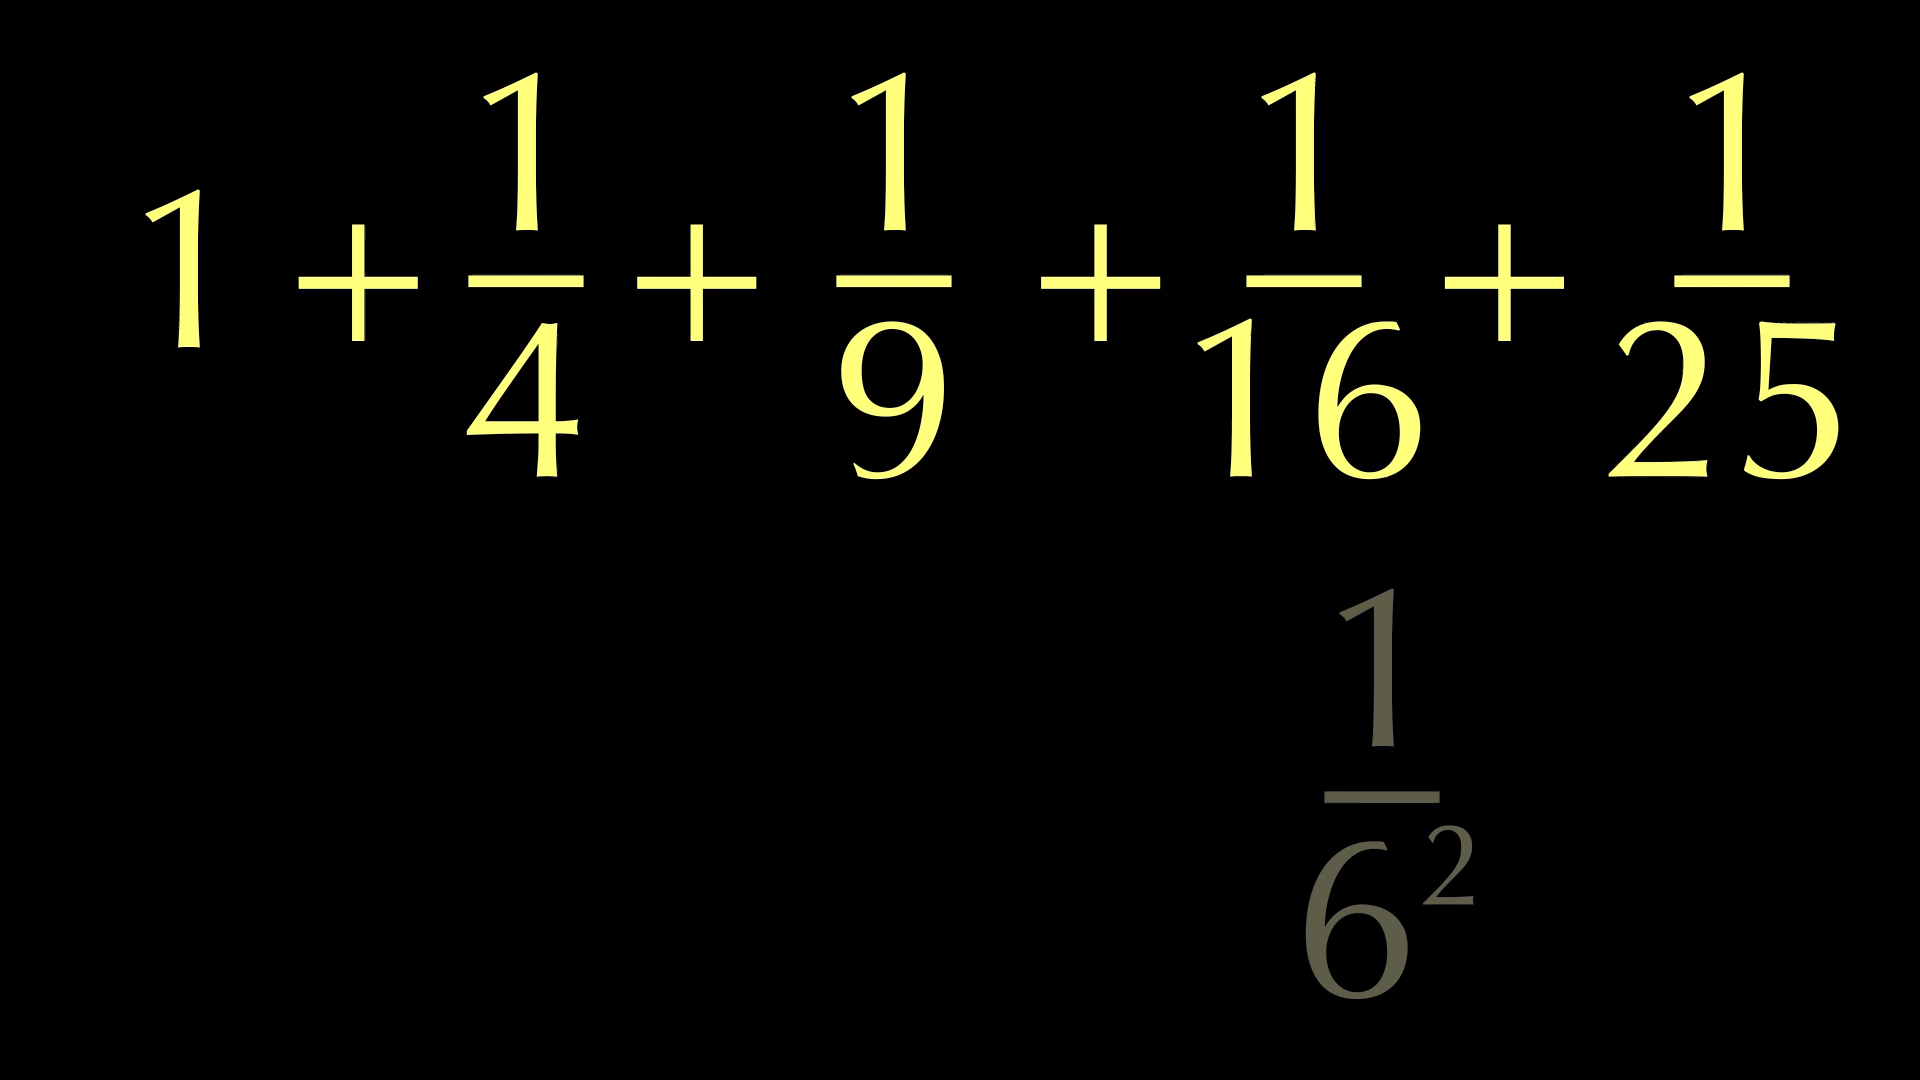 1 + 1/4 + 1/9 + 1/16 + 1/25
1/6²